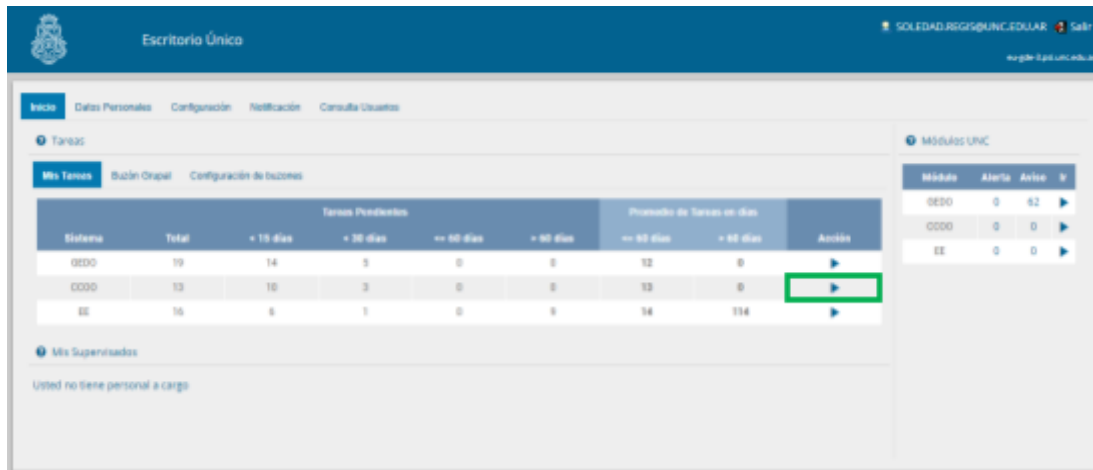 Escritorio Único
SOLEDAD.REGIS@UNC.EDU.AR Salir
Inicio Datos Personales Configuración Notificación Consulta Usuarios
Tareas
Mis Tareas Buzón Grupal Configuración de buzones
Tareas Pendientes Promedio de Tareas en días
Sistema Total < 15 días < 30 días <= 60 días > 60 días <= 60 días > 60 días Acción
GEDO 19 14 5 0 0 12 0
CCOO 13 10 3 0 0 13 0
EE 16 6 1 0 9 14 114
Mis Supervisados
Usted no tiene personal a cargo
Módulos UNC
Módulo Alerta Aviso Ir
GEDO 0 62
CCOO 0 0
EE 0 0